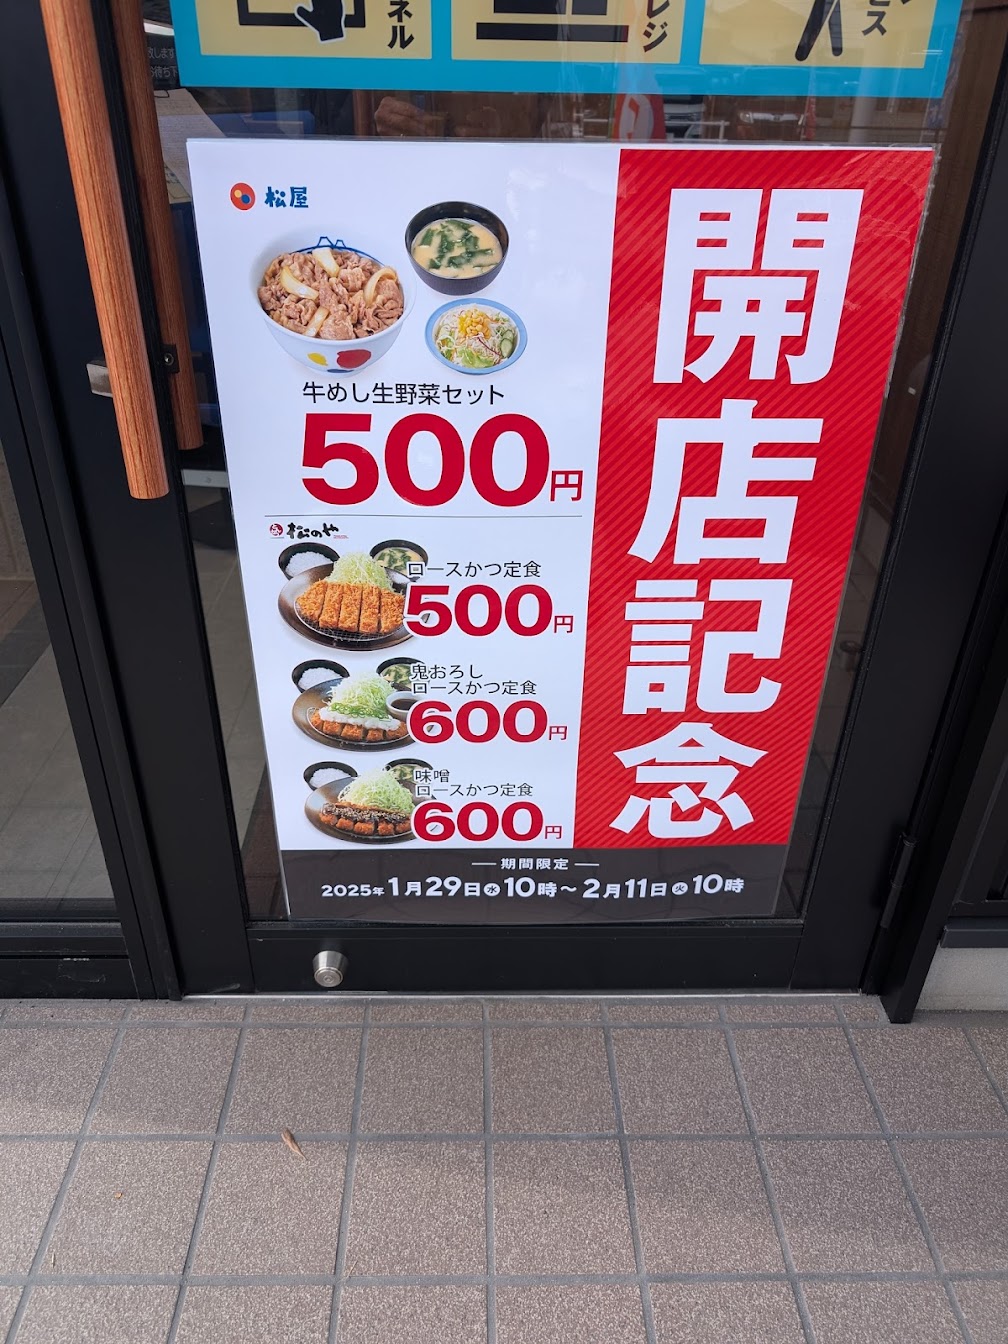 ネル
レジ
ビス
松屋
牛めし生野菜セット
500円
松のや
ロースかつ定食
500円
鬼おろし
ロースかつ定食
600円
味噌
ロースかつ定食
600円
開店記念
期間限定
2025年1月29日水10時～2月11日火10時